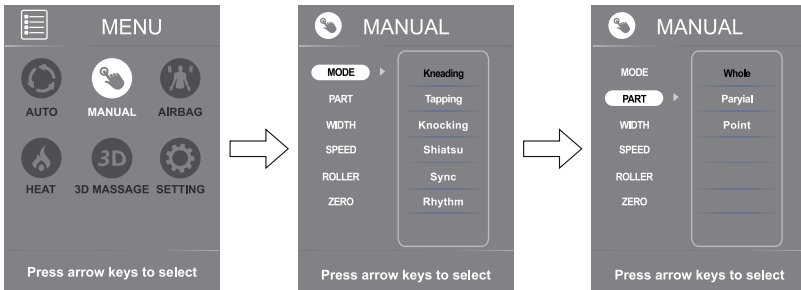 MENU
AUTO MANUAL AIRBAG
3D
HEAT 3D MASSAGE SETTING
Press arrow keys to select
MANUAL
MODE Kneading
PART Tapping
WIDTH Knocking
SPEED Shiatsu
ROLLER Sync
ZERO Rhythm
Press arrow keys to select
MANUAL
MODE Whole
PART Paryial
WIDTH Point
SPEED
ROLLER
ZERO
Press arrow keys to select